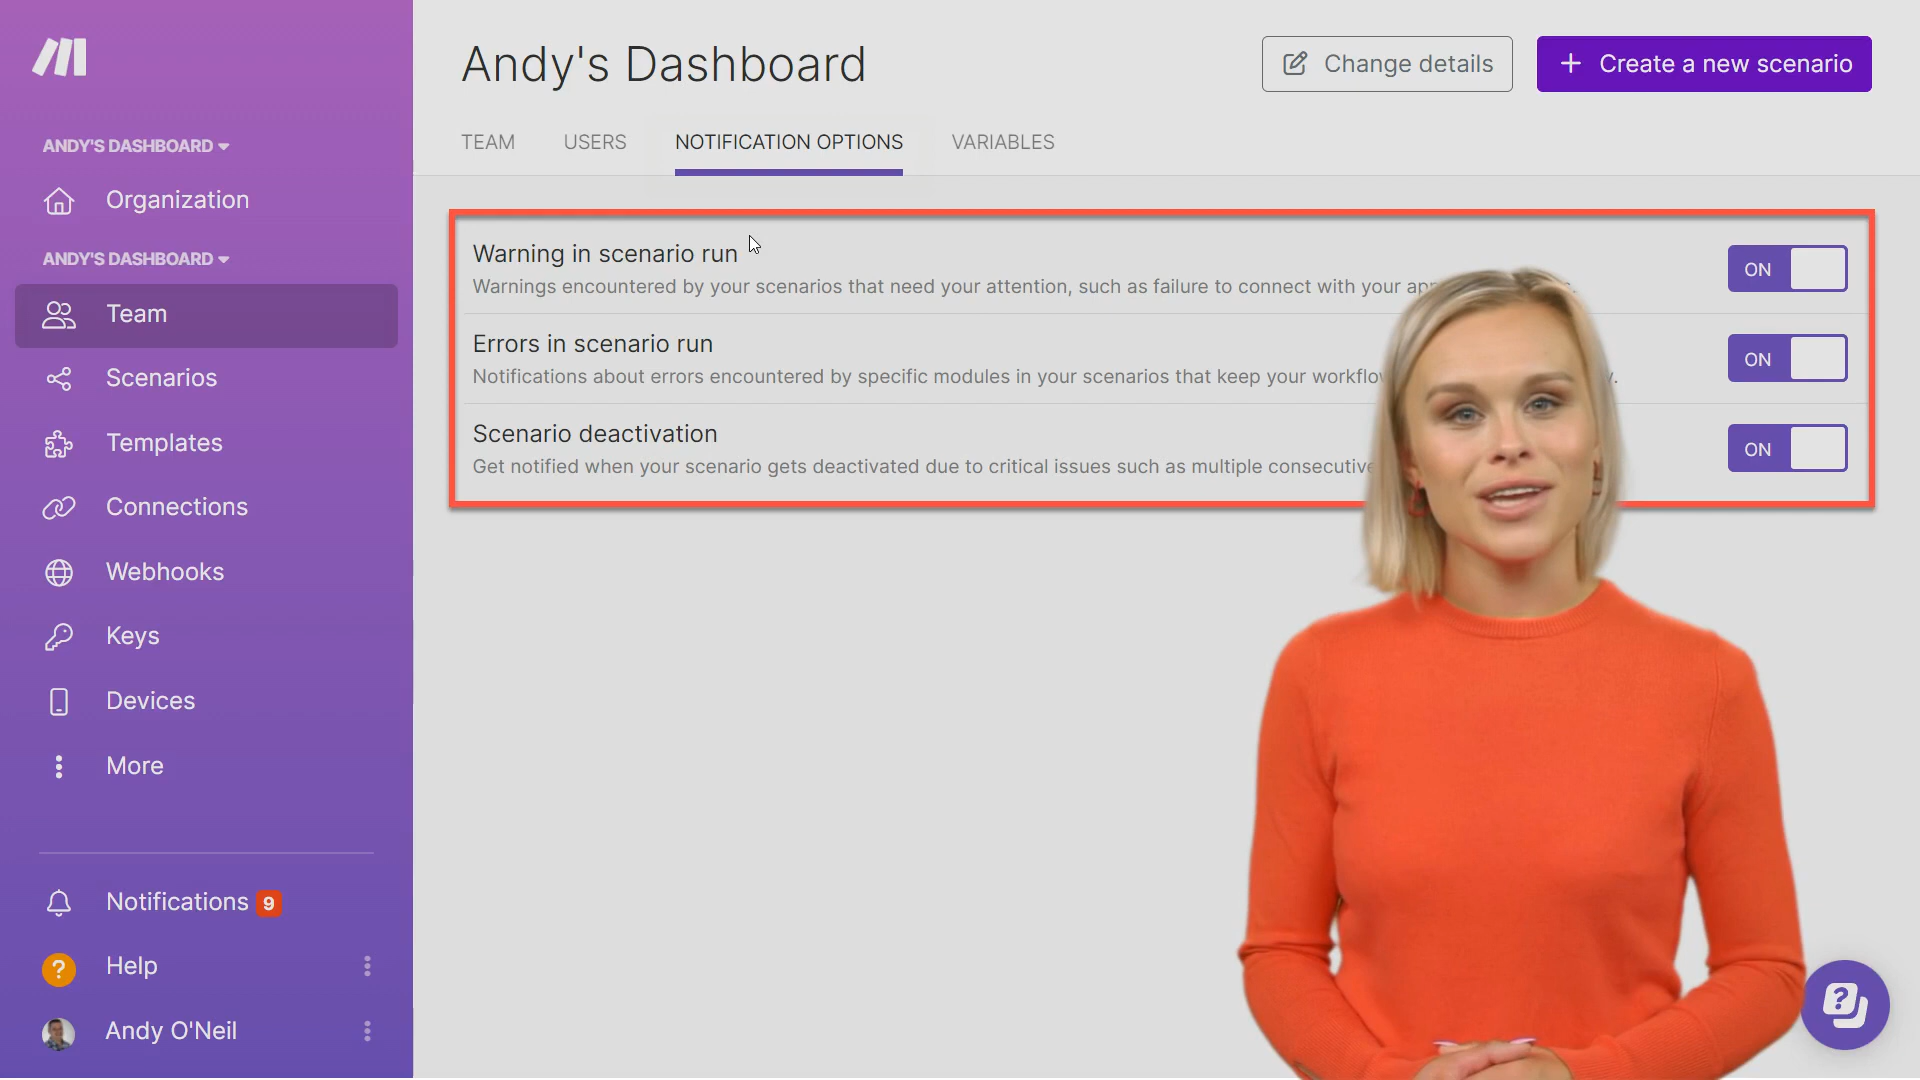 ANDY'S DASHBOARD
Organization
ANDY'S DASHBOARD
Team
Scenarios
Templates
Connections
Webhooks
Keys
Devices
More
Notifications 9
? Help
Andy O'Neil
Andy's Dashboard
Change details
+ Create a new scenario
TEAM USERS NOTIFICATION OPTIONS VARIABLES
Warning in scenario run
Warnings encountered by your scenarios that need your attention, such as failure to connect with your
ON
Errors in scenario run
Notifications about errors encountered by specific modules in your scenarios that keep your
ON
Scenario deactivation
Get notified when your scenario gets deactivated due to critical issues such as multiple consecutive
ON
?